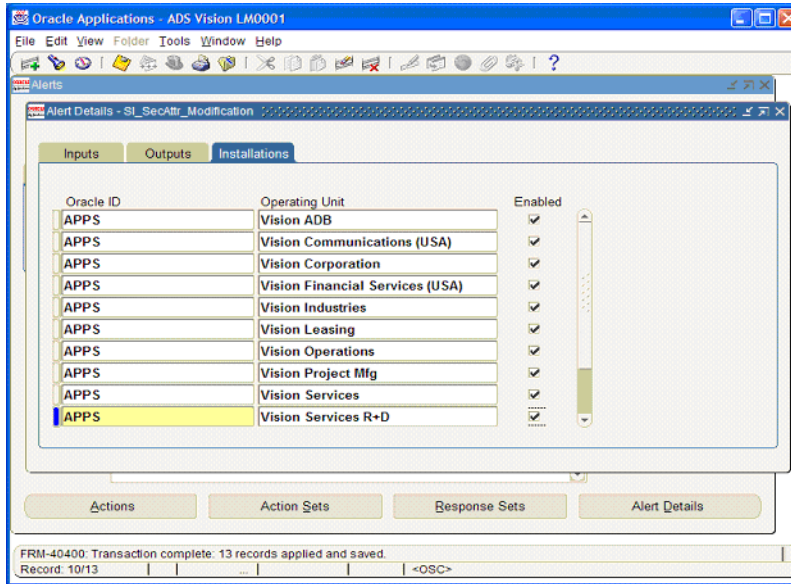 Oracle Applications - ADS Vision LM0001
File Edit View Folder Tools Window Help
Alerts
Alert Details - SI_SecAttr_Modification
Inputs Outputs Installations
Oracle ID Operating Unit Enabled
APPS Vision ADB
APPS Vision Communications (USA)
APPS Vision Corporation
APPS Vision Financial Services (USA)
APPS Vision Industries
APPS Vision Leasing
APPS Vision Operations
APPS Vision Project Mfg
APPS Vision Services
APPS Vision Services R+D
Actions Action Sets Response Sets Alert Details
FRM-40400: Transaction complete: 13 records applied and saved.
Record: 10/13 ... <OSC>